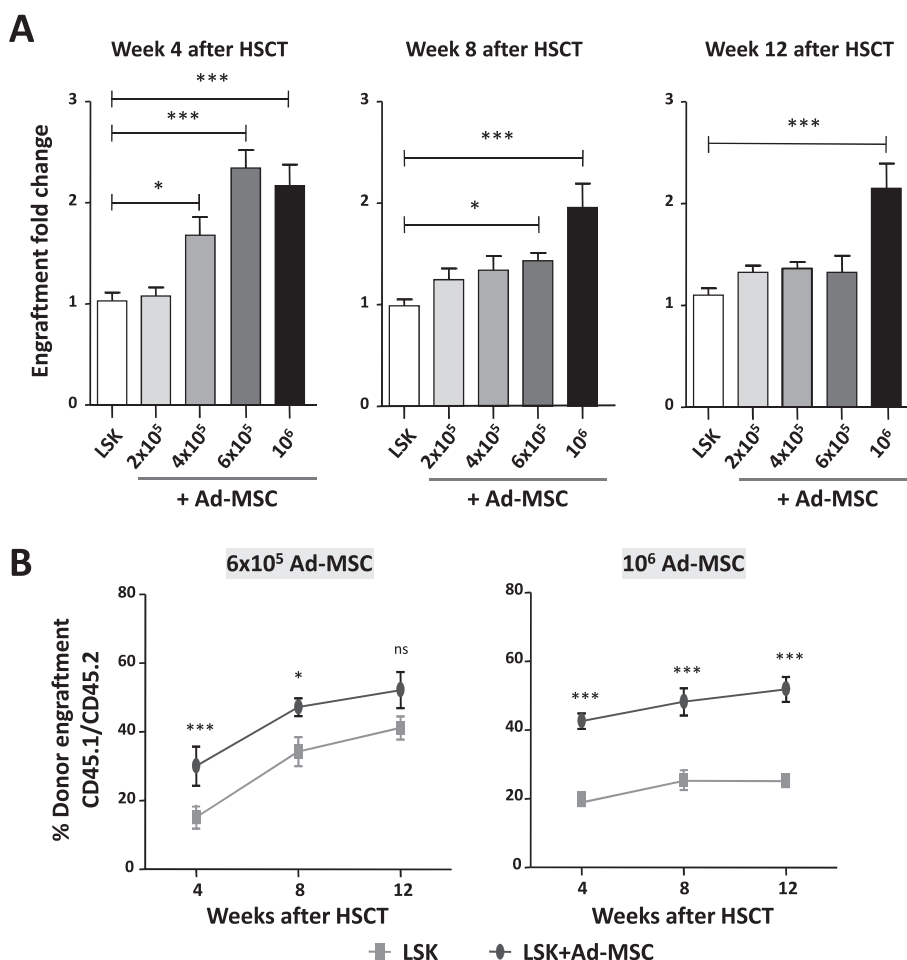 A
Week 4 after HSCT
Week 8 after HSCT
Week 12 after HSCT
Engraftment fold change
3
2
1
0
***
***
*
LSK
2x10⁵
4x10⁵
6x10⁵
10⁶
+ Ad-MSC
3
2
1
0
***
*
LSK
2x10⁵
4x10⁵
6x10⁵
10⁶
+ Ad-MSC
3
2
1
0
***
LSK
2x10⁵
4x10⁵
6x10⁵
10⁶
+ Ad-MSC
B
6x10⁵ Ad-MSC
10⁶ Ad-MSC
% Donor engraftment
CD45.1/CD45.2
80
60
40
20
0
***
*
ns
4
8
12
Weeks after HSCT
80
60
40
20
0
***
***
***
4
8
12
Weeks after HSCT
LSK
LSK+Ad-MSC